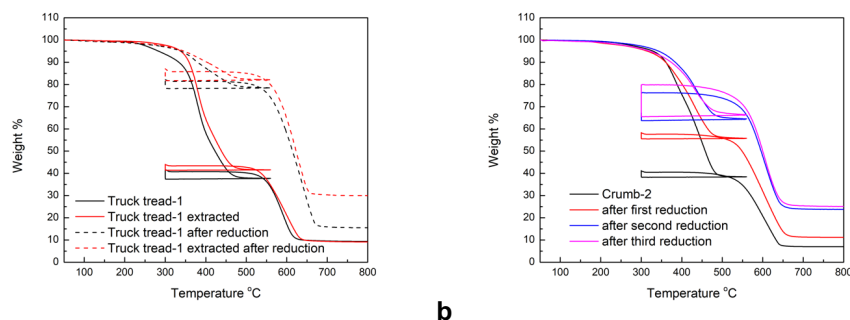 110
100
90
80
70
60
50
40
30
20
10
0
Weight %
Truck tread-1
Truck tread-1 extracted
Truck tread-1 after reduction
Truck tread-1 extracted after reduction
100 200 300 400 500 600 700 800
Temperature °C
b
110
100
90
80
70
60
50
40
30
20
10
0
Weight %
Crumb-2
after first reduction
after second reduction
after third reduction
100 200 300 400 500 600 700 800
Temperature °C